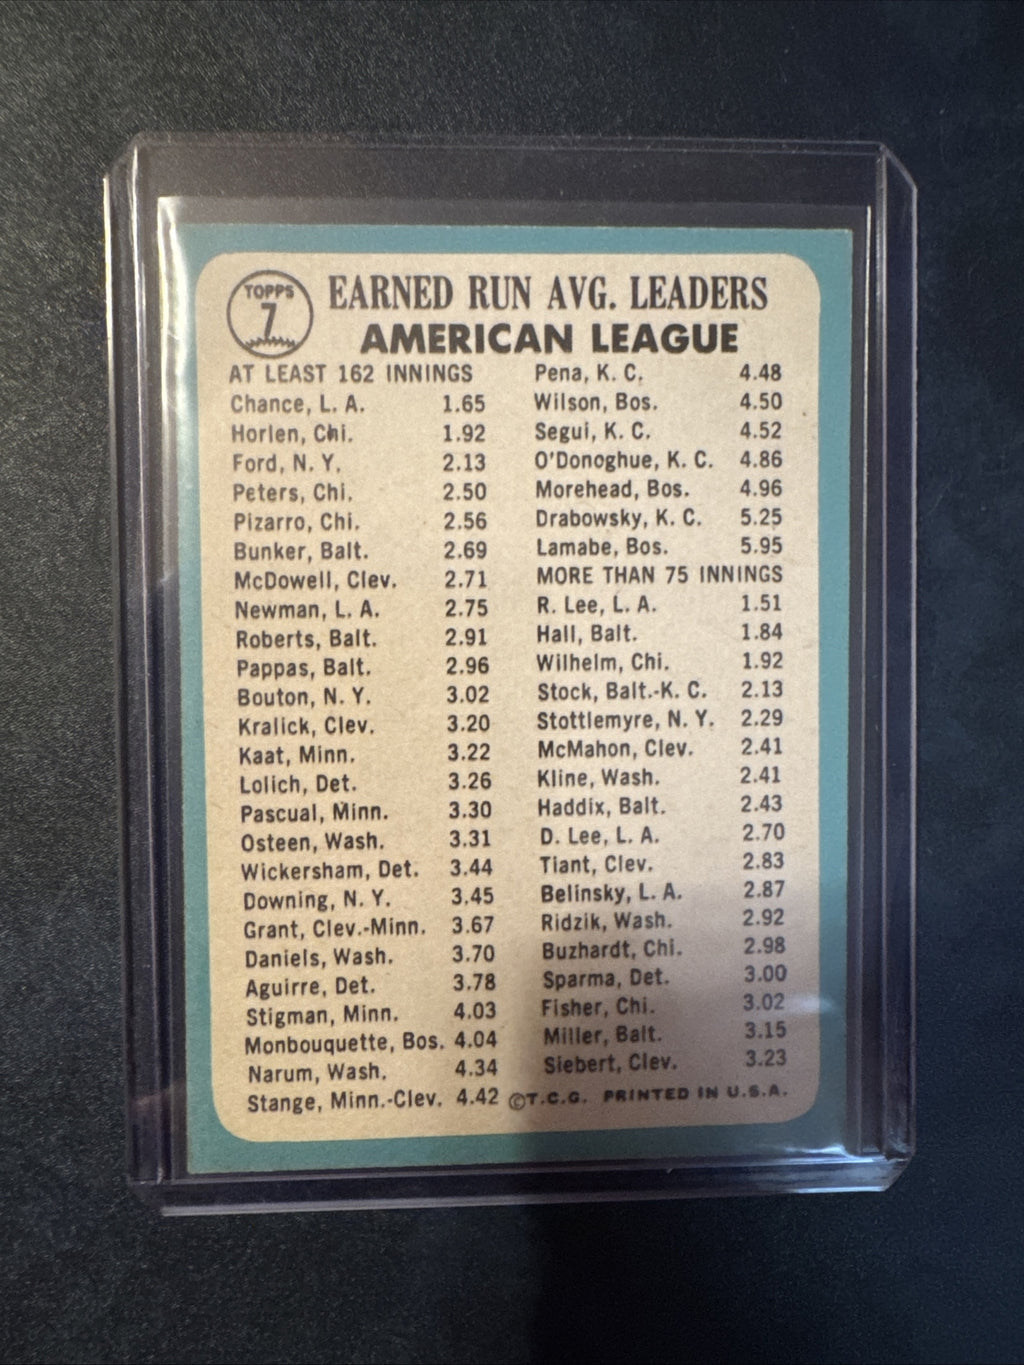 TOPPS
7
EARNED RUN AVG. LEADERS
AMERICAN LEAGUE
AT LEAST 162 INNINGS
Chance, L. A. 1.65
Horlen, Chi. 1.92
Ford, N. Y. 2.13
Peters, Chi. 2.50
Pizarro, Chi. 2.56
Bunker, Balt. 2.69
McDowell, Clev. 2.71
Newman, L. A. 2.75
Roberts, Balt. 2.91
Pappas, Balt. 2.96
Bouton, N. Y. 3.02
Kralick, Clev. 3.20
Kaat, Minn. 3.22
Lolich, Det. 3.26
Pascual, Minn. 3.30
Osteen, Wash. 3.31
Wickersham, Det. 3.44
Downing, N. Y. 3.45
Grant, Clev.-Minn. 3.67
Daniels, Wash. 3.70
Aguirre, Det. 3.78
Stigman, Minn. 4.03
Monbouquette, Bos. 4.04
Narum, Wash. 4.34
Stange, Minn.-Clev. 4.42
Pena, K. C. 4.48
Wilson, Bos. 4.50
Segui, K. C. 4.52
O'Donoghue, K. C. 4.86
Morehead, Bos. 4.96
Drabowsky, K. C. 5.25
Lamabe, Bos. 5.95
MORE THAN 75 INNINGS
R. Lee, L. A. 1.51
Hall, Balt. 1.84
Wilhelm, Chi. 1.92
Stock, Balt.-K. C. 2.13
Stottlemyre, N. Y. 2.29
McMahon, Clev. 2.41
Kline, Wash. 2.41
Haddix, Balt. 2.43
D. Lee, L. A. 2.70
Tiant, Clev. 2.83
Belinsky, L. A. 2.87
Ridzik, Wash. 2.92
Buzhardt, Chi. 2.98
Sparma, Det. 3.00
Fisher, Chi. 3.02
Miller, Balt. 3.15
Siebert, Clev. 3.23
©T.C.G. PRINTED IN U.S.A.